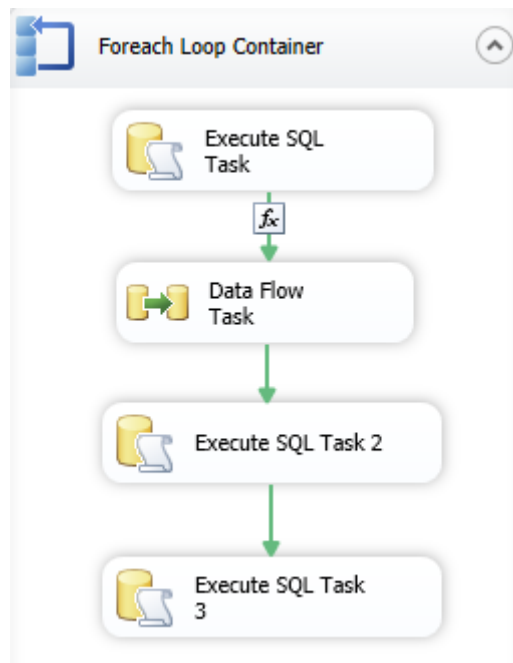 Foreach Loop Container
Execute SQL
Task
fx
Data Flow
Task
Execute SQL Task 2
Execute SQL Task
3